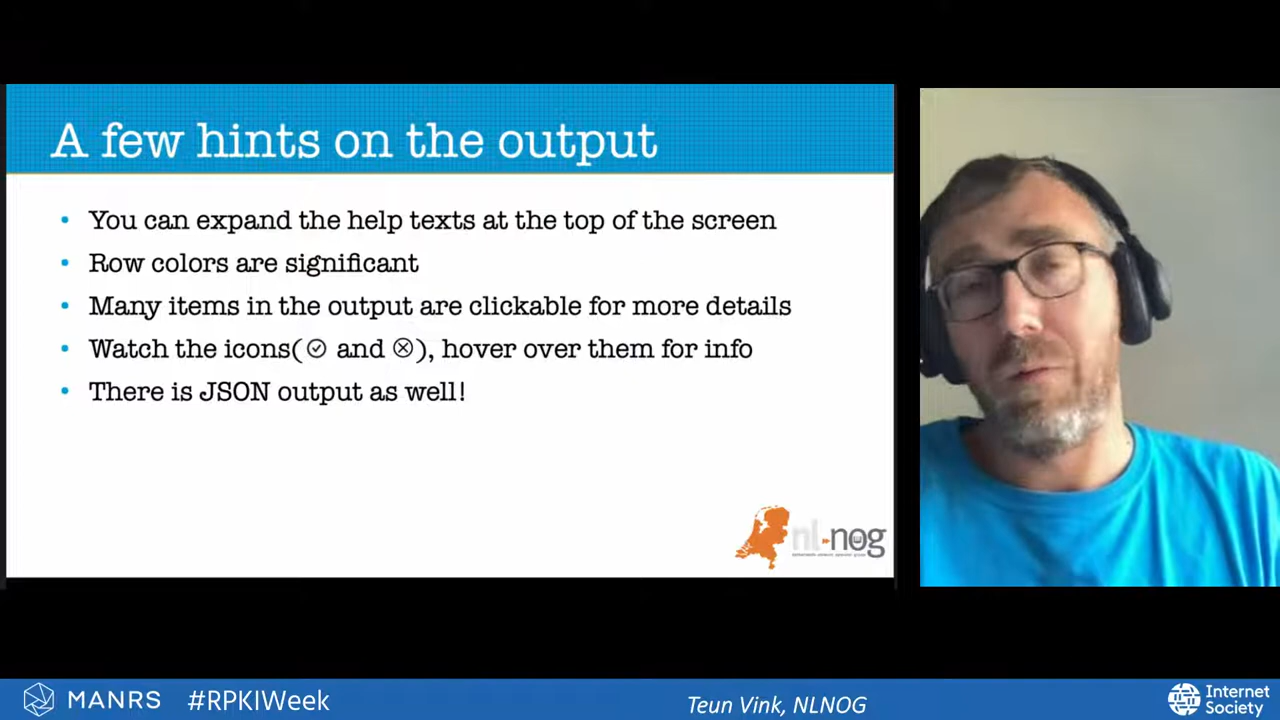 A few hints on the output
• You can expand the help texts at the top of the screen
• Row colors are significant
• Many items in the output are clickable for more details
• Watch the icons(✓ and ✗), hover over them for info
• There is JSON output as well!
nl nog
MANRS
#RPKIWeek
Teun Vink, NLNOG
Internet
Society